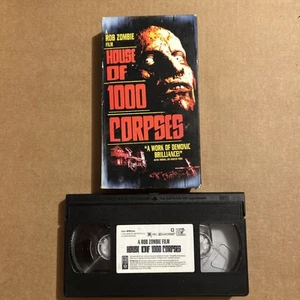 ROB ZOMBIE
FILM
HOUSE
OF
1000
CORPSES
"A WORK OF DEMONIC
BRILLIANCE!"
A ROB ZOMBIE FILM
HOUSE OF 1000 CORPSES